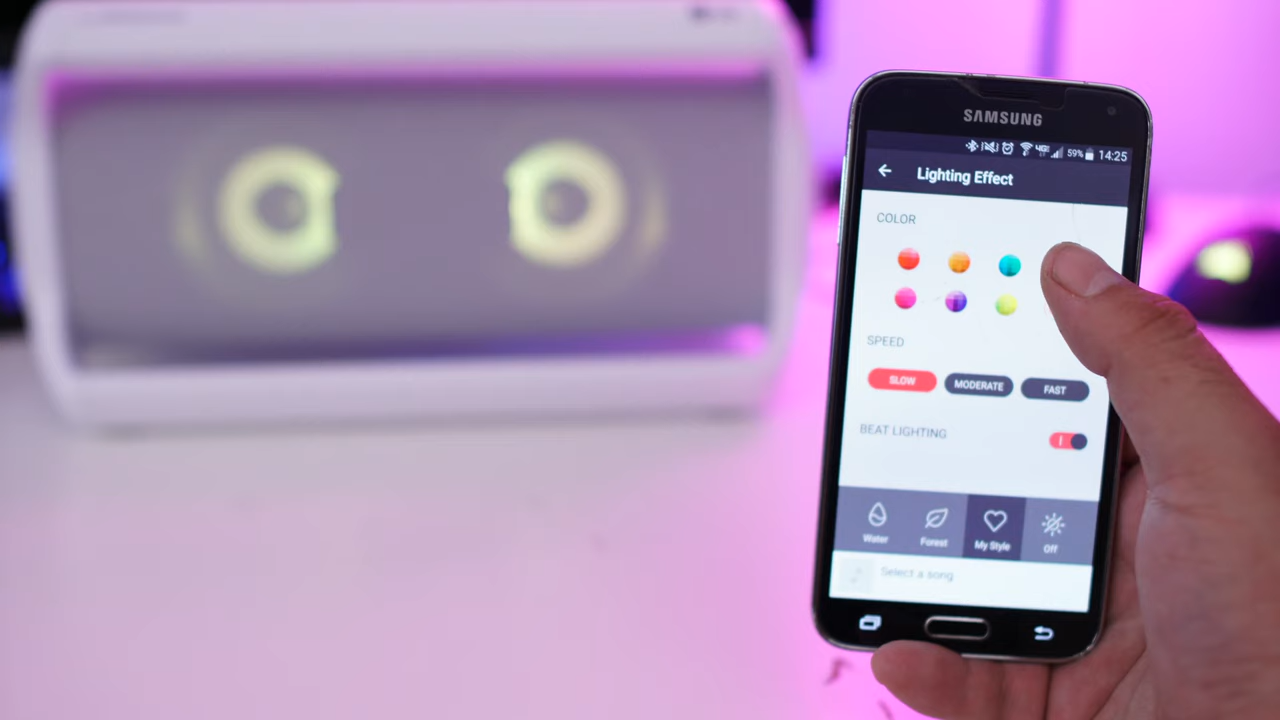 SAMSUNG
59% 14:25
Lighting Effect
COLOR
SPEED
SLOW MODERATE FAST
BEAT LIGHTING
Water Forest My Style Off
Select a song